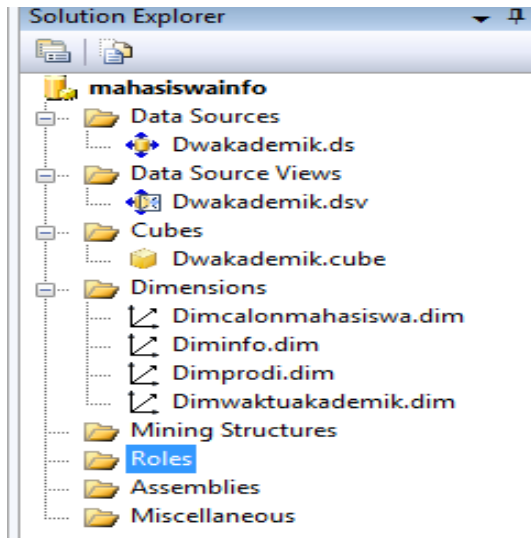 Solution Explorer
mahasiswainfo
Data Sources
Dwakademik.ds
Data Source Views
Dwakademik.dsv
Cubes
Dwakademik.cube
Dimensions
Dimcalonmahasiswa.dim
Diminfo.dim
Dimprodi.dim
Dimwaktuakademik.dim
Mining Structures
Roles
Assemblies
Miscellaneous